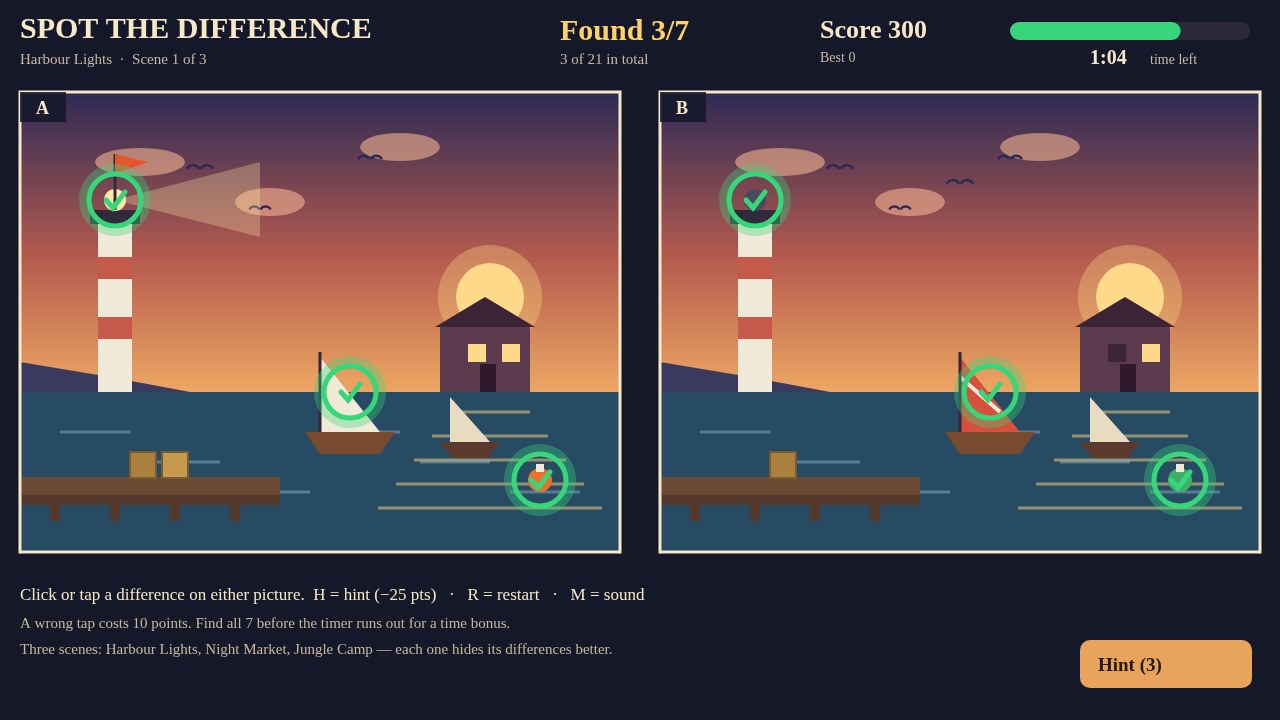 SPOT THE DIFFERENCE
Harbour Lights · Scene 1 of 3
Found 3/7
3 of 21 in total
Score 300
Best 0
1:04 time left
A
B
Click or tap a difference on either picture. H = hint (−25 pts) · R = restart · M = sound
A wrong tap costs 10 points. Find all 7 before the timer runs out for a time bonus.
Three scenes: Harbour Lights, Night Market, Jungle Camp — each one hides its differences better.
Hint (3)